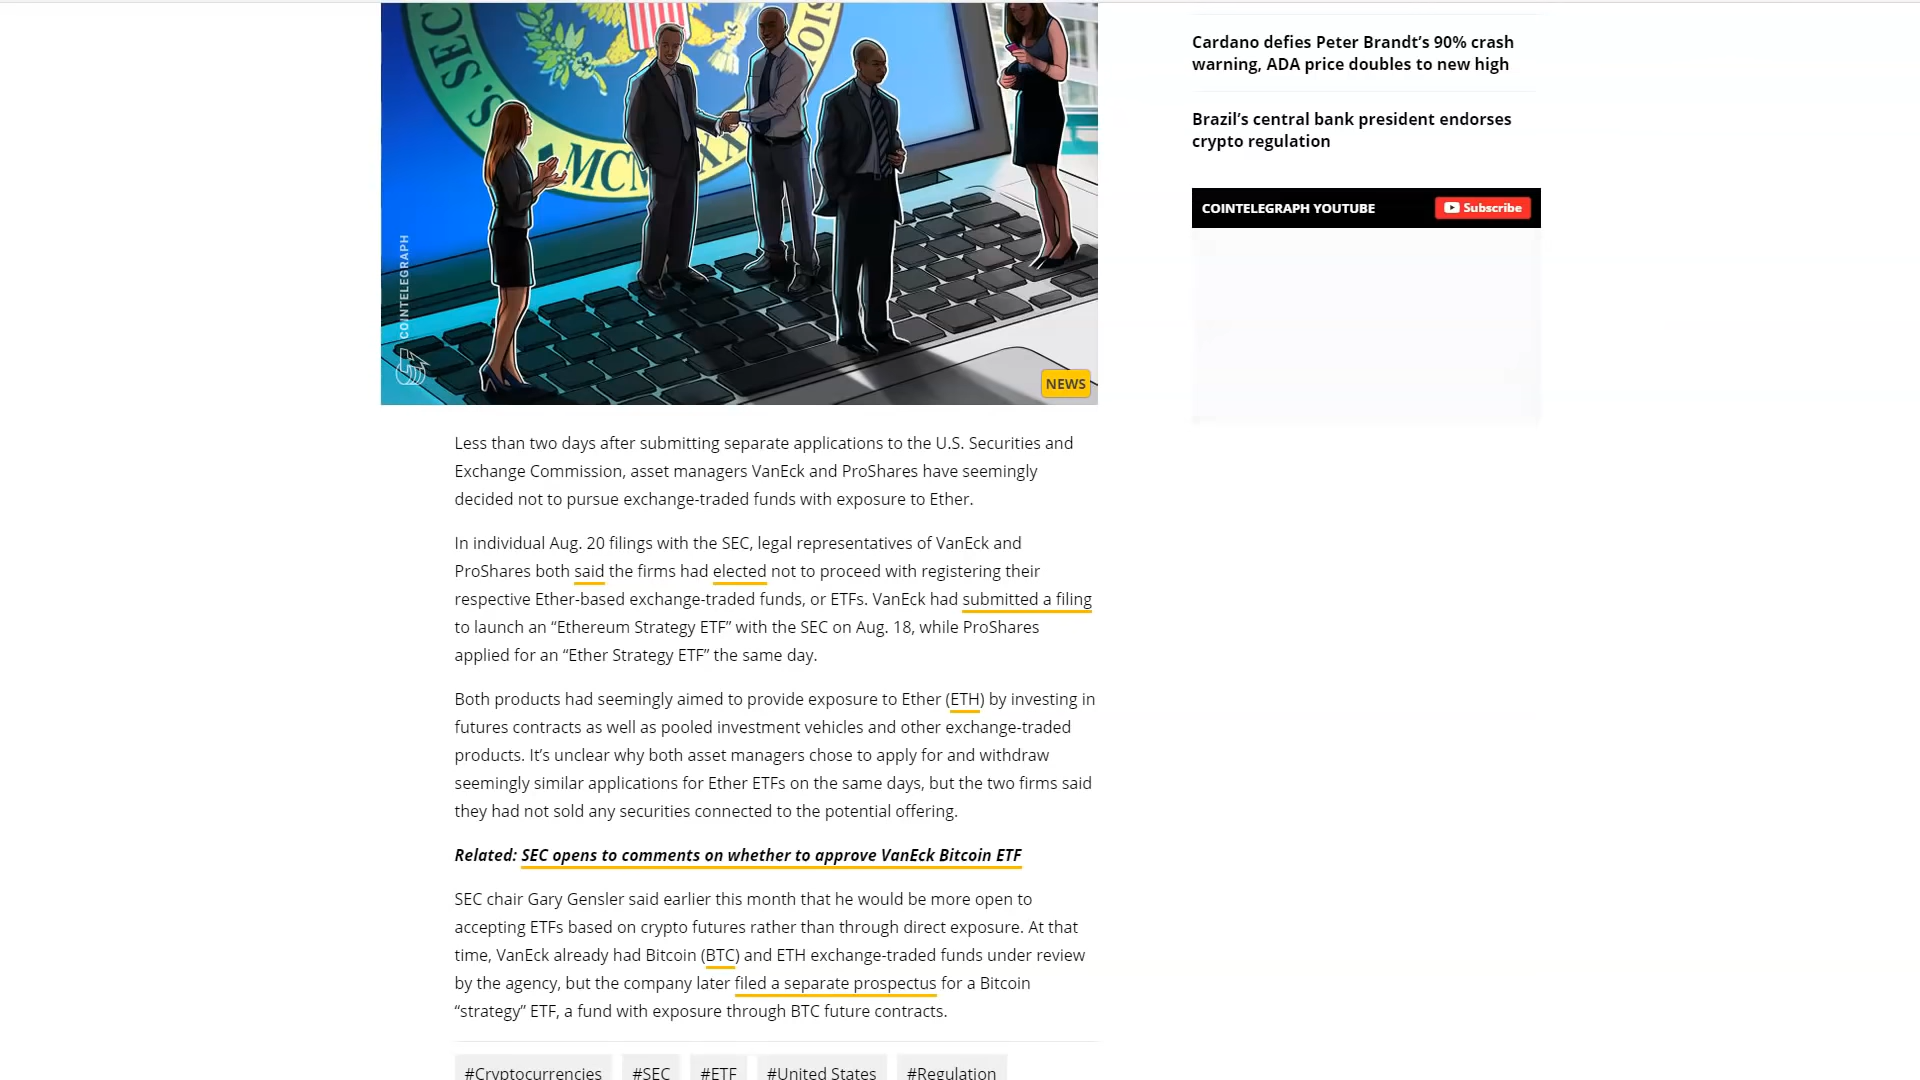 MCM
XX
COINTELEGRAPH
NEWS
Less than two days after submitting separate applications to the U.S. Securities and
Exchange Commission, asset managers VanEck and ProShares have seemingly
decided not to pursue exchange-traded funds with exposure to Ether.
In individual Aug. 20 filings with the SEC, legal representatives of VanEck and
ProShares both said the firms had elected not to proceed with registering their
respective Ether-based exchange-traded funds, or ETFs. VanEck had submitted a filing
to launch an “Ethereum Strategy ETF” with the SEC on Aug. 18, while ProShares
applied for an “Ether Strategy ETF” the same day.
Both products had seemingly aimed to provide exposure to Ether (ETH) by investing in
futures contracts as well as pooled investment vehicles and other exchange-traded
products. It’s unclear why both asset managers chose to apply for and withdraw
seemingly similar applications for Ether ETFs on the same days, but the two firms said
they had not sold any securities connected to the potential offering.
Related: SEC opens to comments on whether to approve VanEck Bitcoin ETF
SEC chair Gary Gensler said earlier this month that he would be more open to
accepting ETFs based on crypto futures rather than through direct exposure. At that
time, VanEck already had Bitcoin (BTC) and ETH exchange-traded funds under review
by the agency, but the company later filed a separate prospectus for a Bitcoin
“strategy” ETF, a fund with exposure through BTC future contracts.
#Cryptocurrencies #SEC #ETF #United States #Regulation
Cardano defies Peter Brandt’s 90% crash
warning, ADA price doubles to new high
Brazil’s central bank president endorses
crypto regulation
COINTELEGRAPH YOUTUBE Subscribe